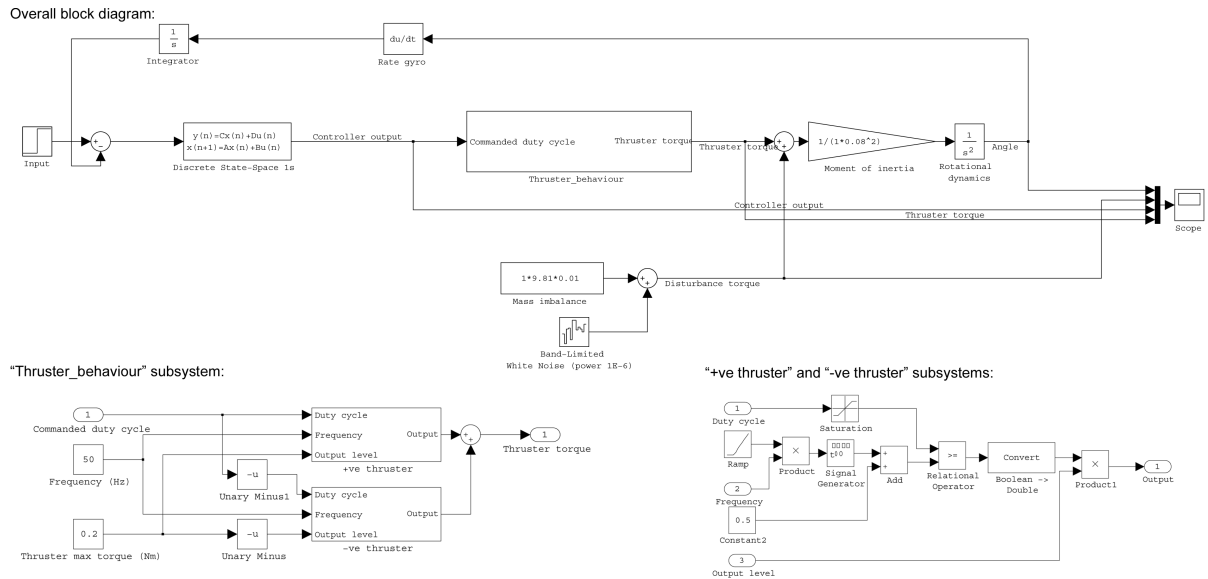 Overall block diagram:
1
s
Integrator
du/dt
Rate gyro
Input
+
−
y(n)=Cx(n)+Du(n)
x(n+1)=Ax(n)+Bu(n)
Discrete State-Space 1s
Controller output
Commanded duty cycle
Thruster torque
Thruster_behaviour
Thruster torque
+
+
1/(1*0.08^2)
Moment of inertia
1
s²
Rotational
dynamics
Angle
Controller output
Thruster torque
Scope
1*9.81*0.01
Mass imbalance
+
+
Disturbance torque
Band-Limited
White Noise (power 1E-6)
“Thruster_behaviour” subsystem:
1
Commanded duty cycle
50
Frequency (Hz)
0.2
Thruster max torque (Nm)
-u
Unary Minus1
-u
Unary Minus
Duty cycle
Frequency
Output level
Output
+ve thruster
Duty cycle
Frequency
Output level
Output
-ve thruster
+
+
1
Thruster torque
“+ve thruster” and “-ve thruster” subsystems:
1
Duty cycle
Saturation
Ramp
×
Product
Signal
Generator
+
+
Add
>=
Relational
Operator
Convert
Boolean ->
Double
×
Product1
1
Output
2
Frequency
0.5
Constant2
3
Output level